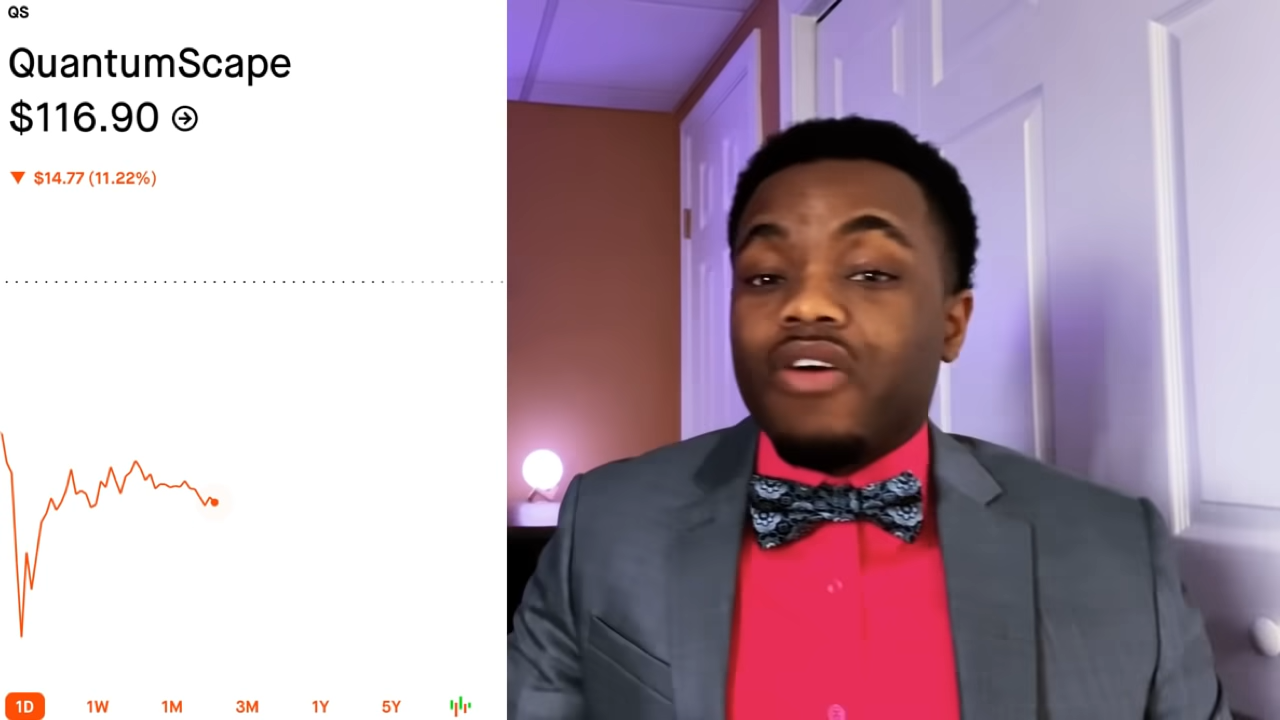 QS
QuantumScape
$116.90
$14.77 (11.22%)
1D 1W 1M 3M 1Y 5Y